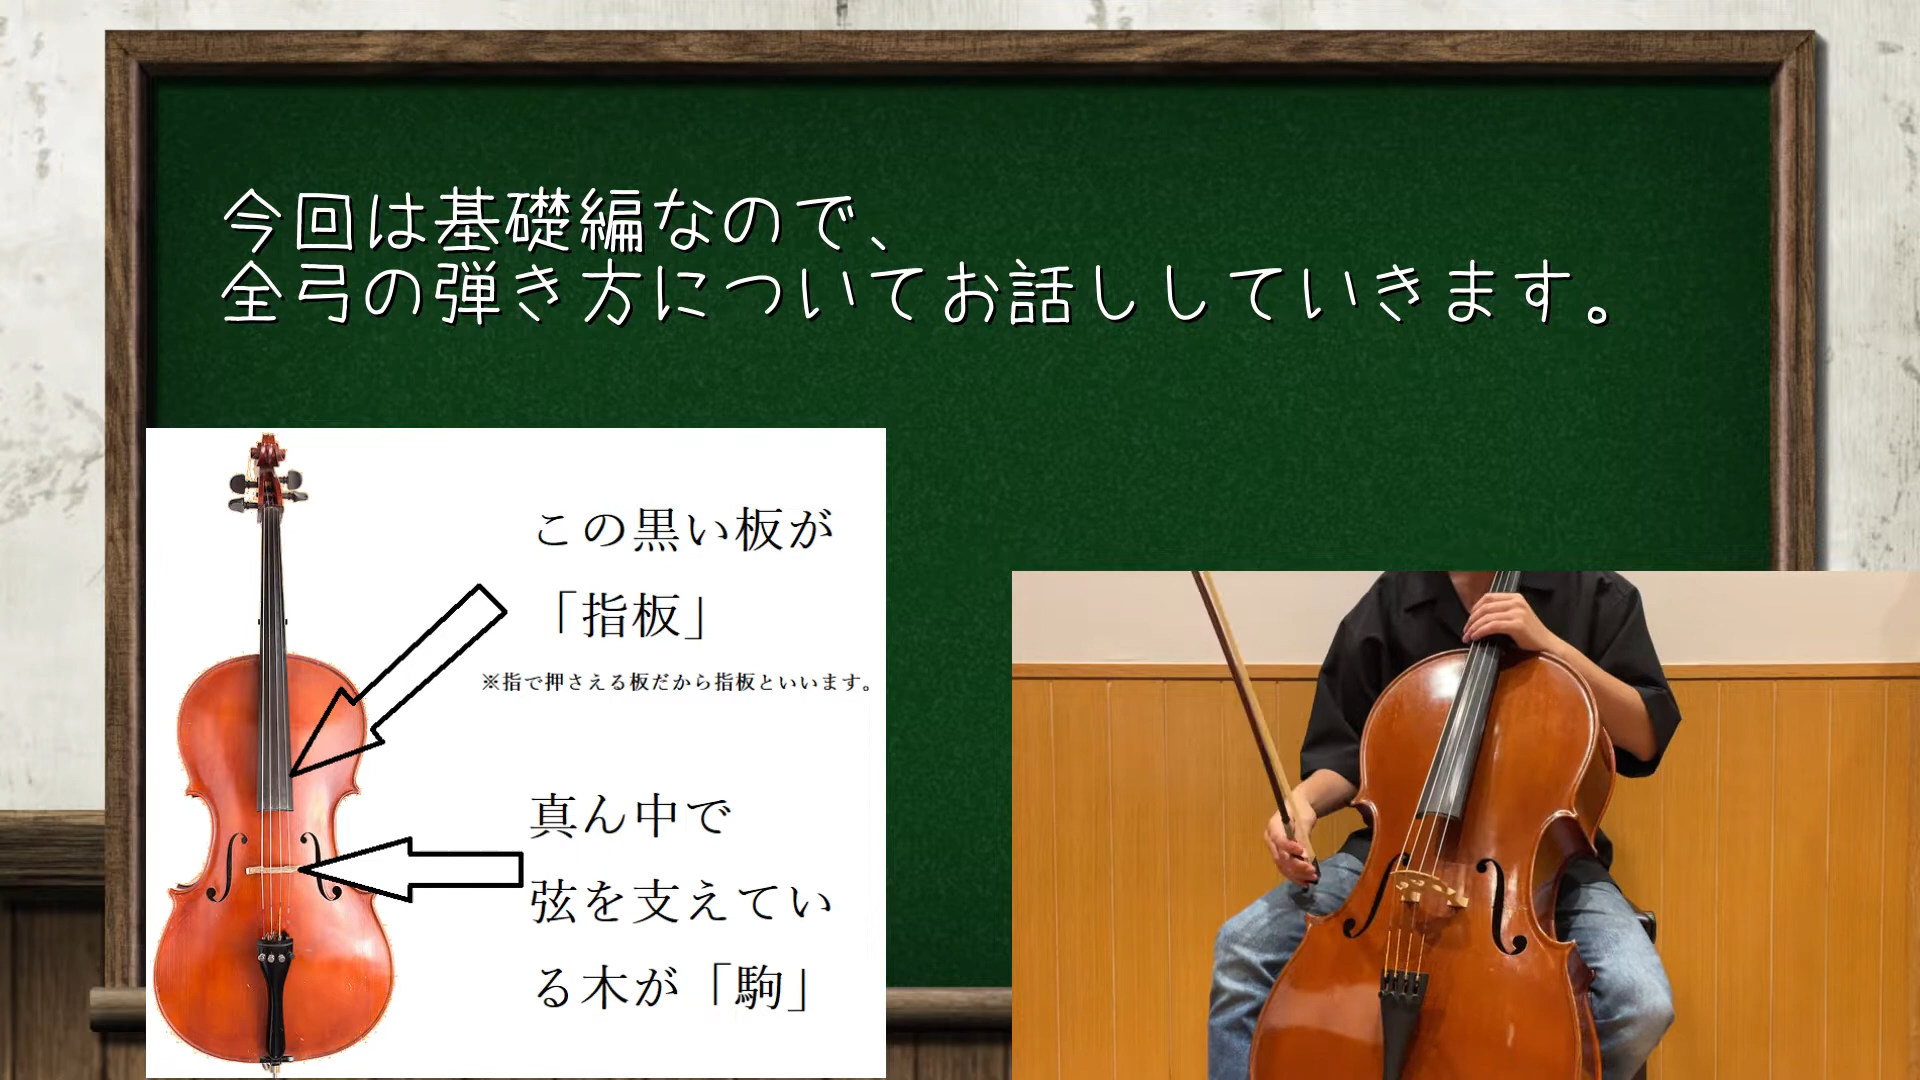 今回は基礎編なので、
全弓の弾き方についてお話ししていきます。
この黒い板が
「指板」
※指で押さえる板だから指板といいます。
真ん中で
弦を支えてい
る木が「駒」